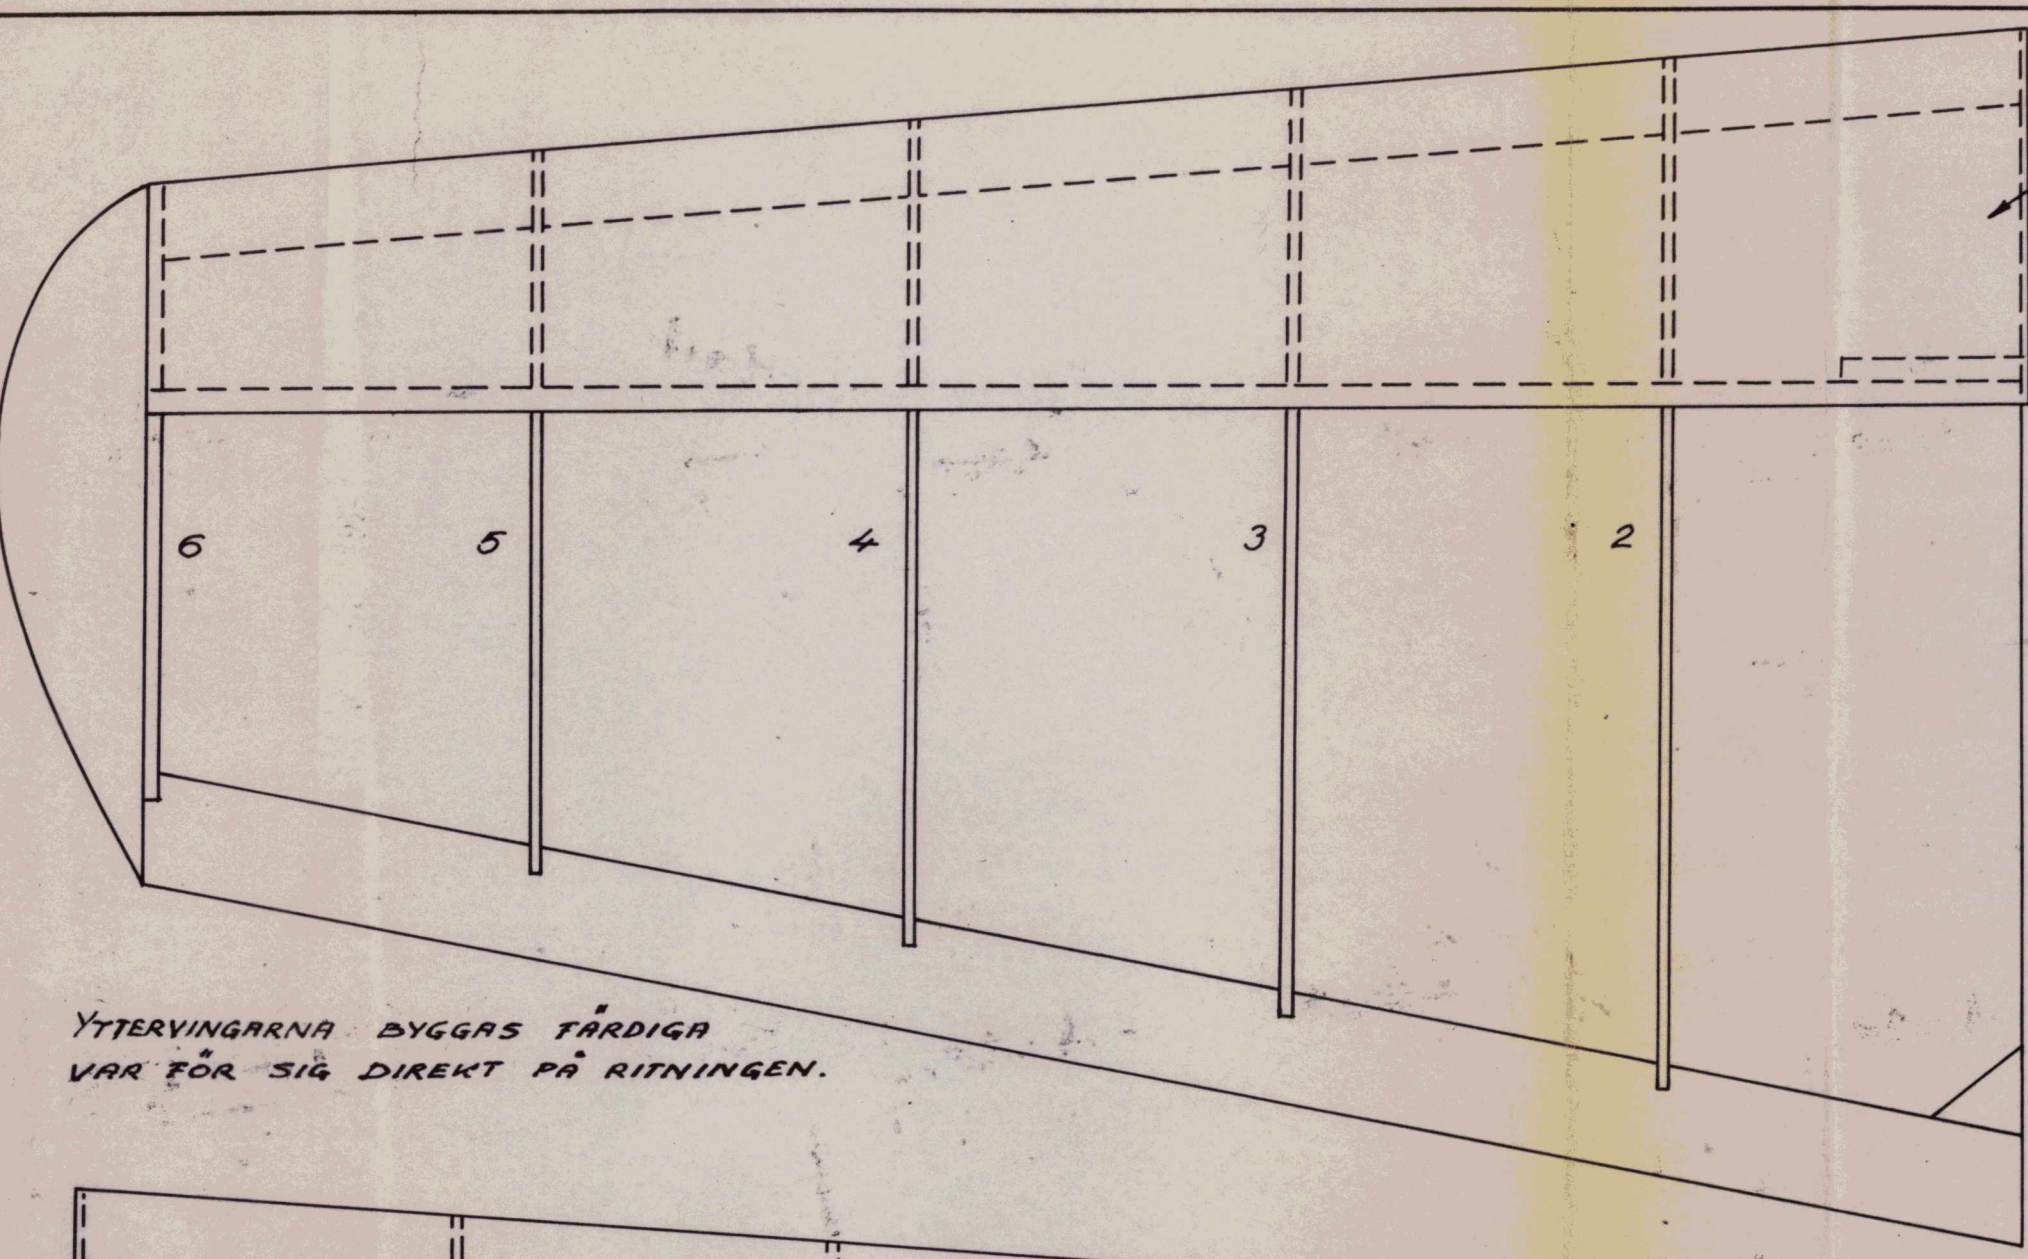 6 5 4 3 2
YTTERVINGARNA BYGGAS FÄRDIGA
VAR FÖR SIG DIREKT PÅ RITNINGEN.